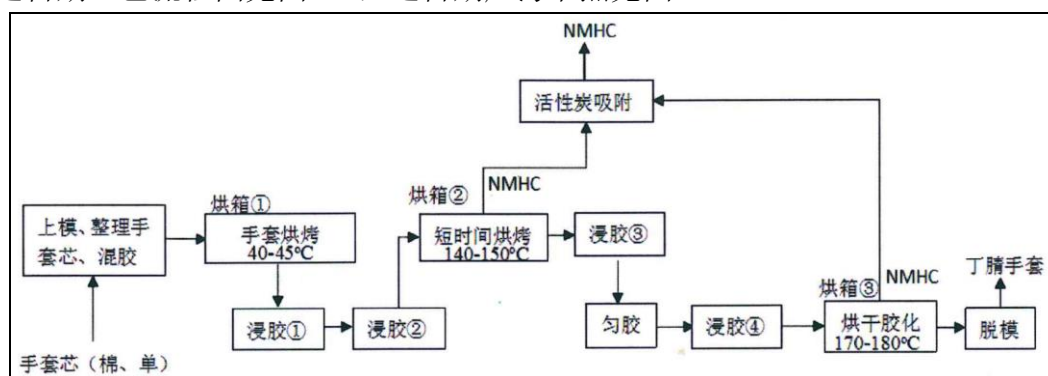 NMHC
活性炭吸附
烘箱①
上模、整理手
套芯、混胶
手套烘烤
40-45℃
烘箱②
NMHC
短时间烘烤
140-150℃
浸胶③
浸胶①
浸胶②
匀胶
浸胶④
烘箱③
NMHC
烘干胶化
170-180℃
丁腈手套
脱模
手套芯（棉、单）